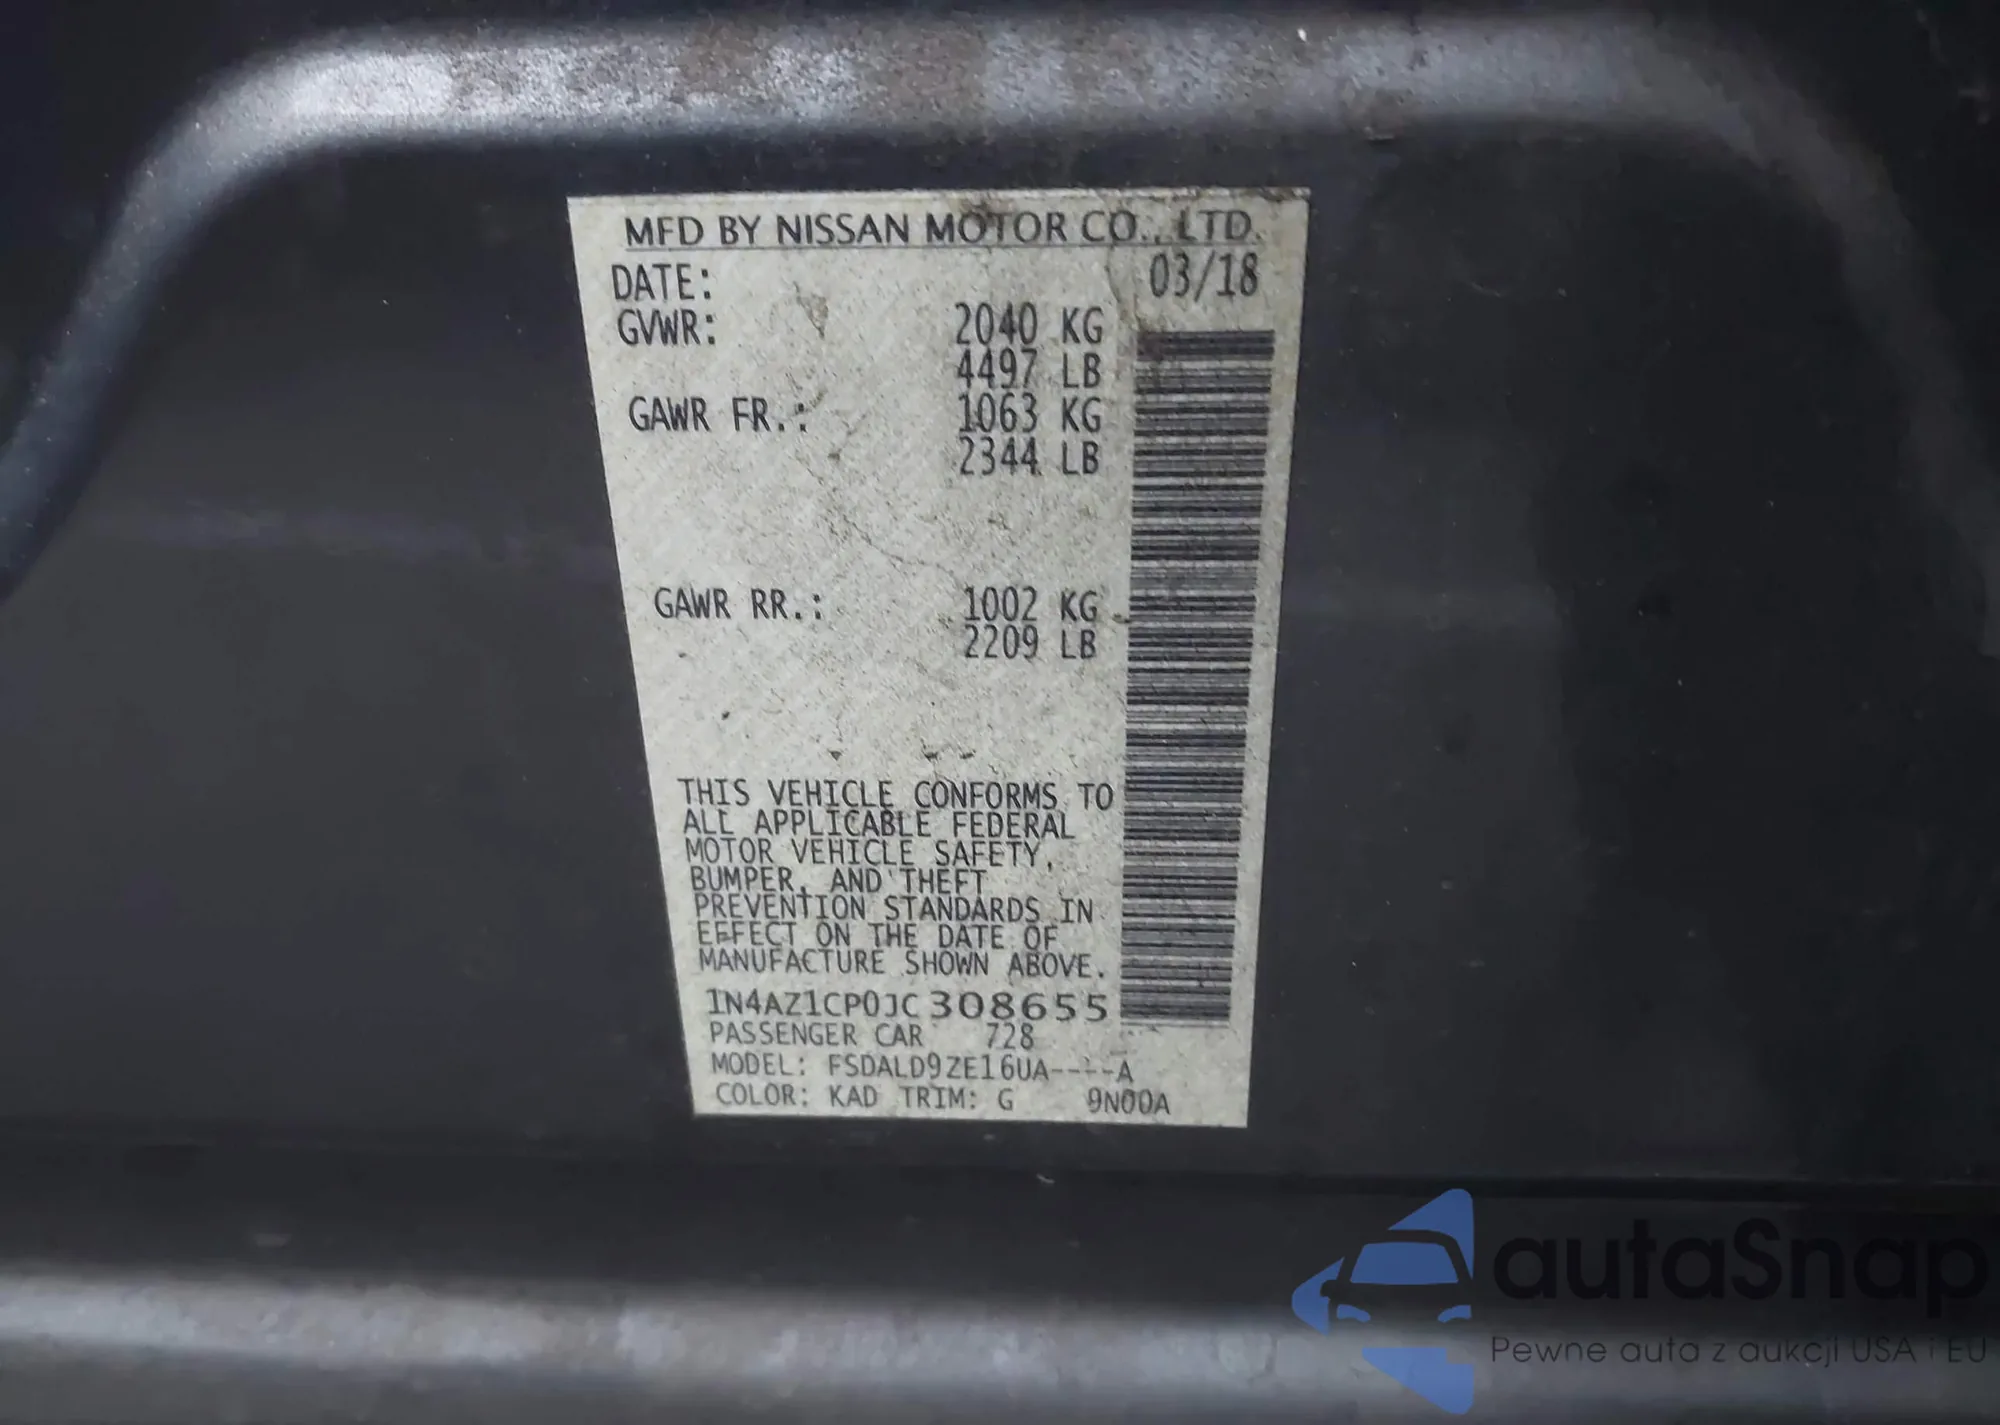 MFD BY NISSAN MOTOR CO., LTD.
DATE: 03/18
GVWR: 2040 KG
4497 LB
GAWR FR.: 1063 KG
2344 LB
GAWR RR.: 1002 KG
2209 LB
THIS VEHICLE CONFORMS TO
ALL APPLICABLE FEDERAL
MOTOR VEHICLE SAFETY,
BUMPER, AND THEFT
PREVENTION STANDARDS IN
EFFECT ON THE DATE OF
MANUFACTURE SHOWN ABOVE.
1N4AZ1CP0JC308655
PASSENGER CAR 728
MODEL: FSDALD9ZE16UA----A
COLOR: KAD TRIM: G 9N00A
autaSnap
Pewne auta z aukcji USA i EU